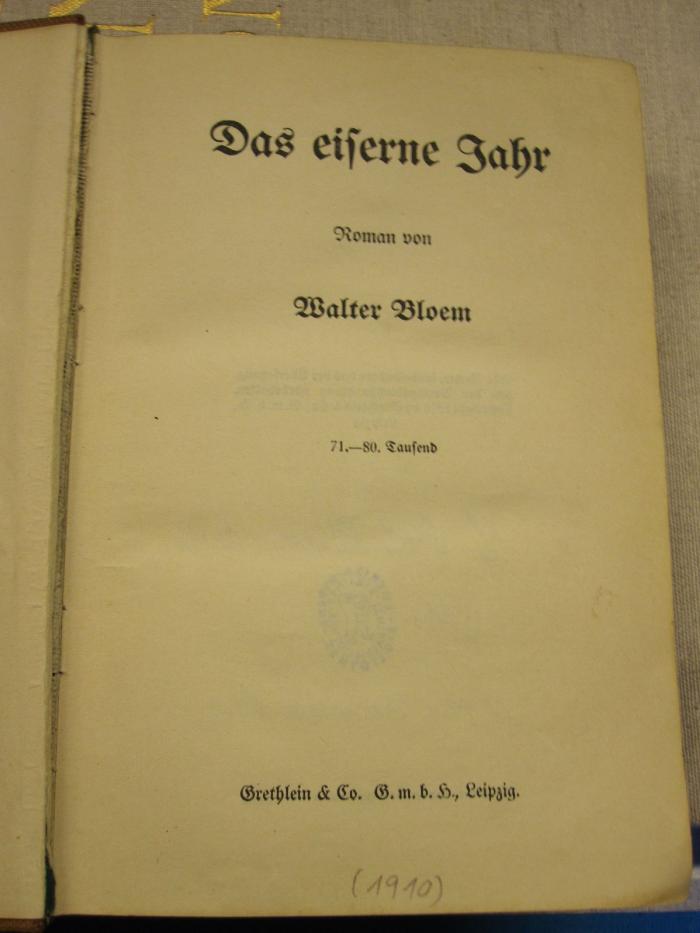 Das eiserne Jahr
Roman von
Walter Bloem
71.—80. Tausend
Grethlein & Co. G. m. b. H., Leipzig.
(1910)